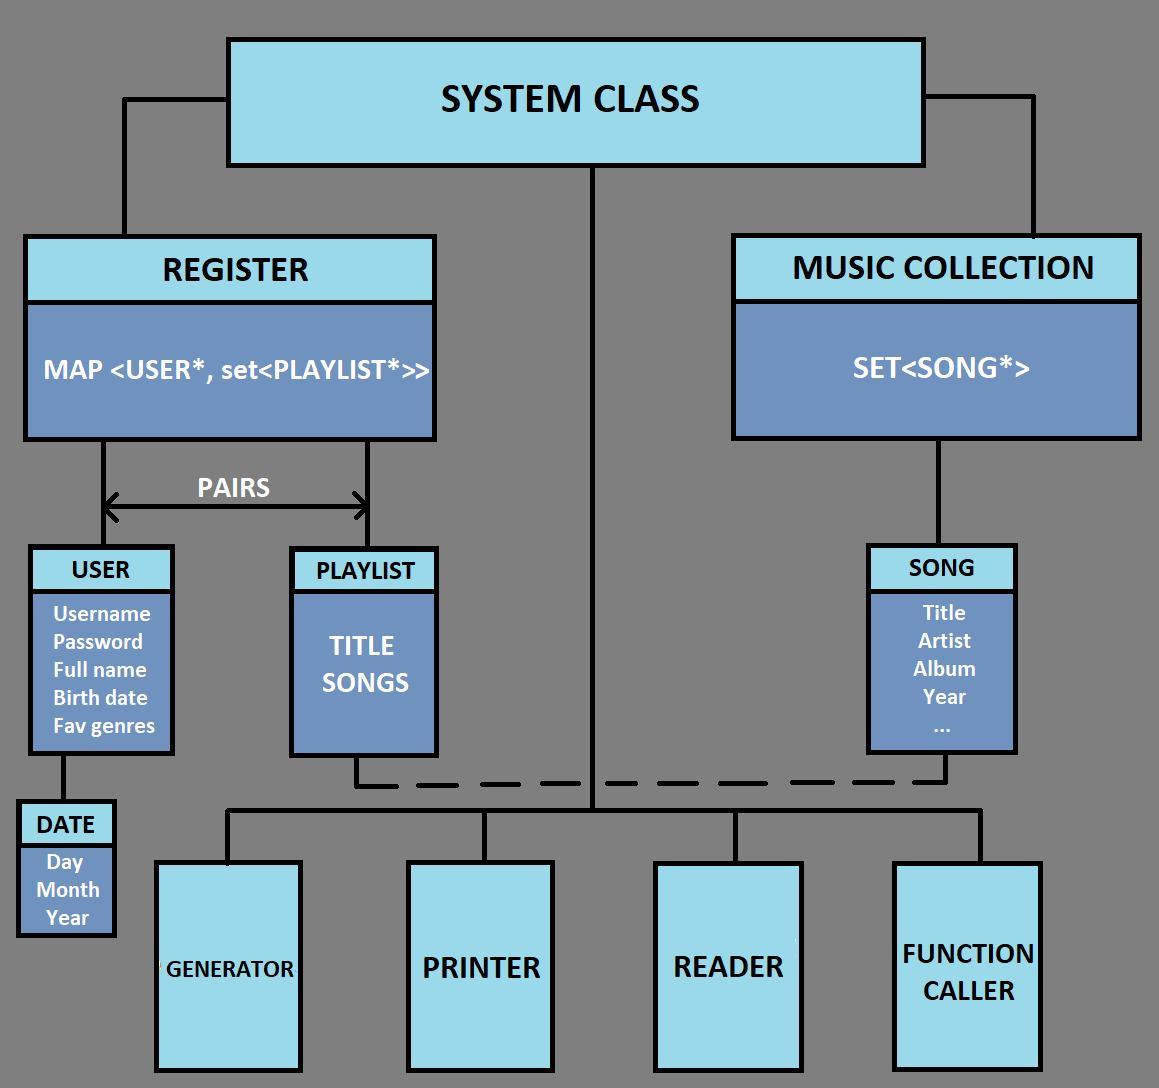 SYSTEM CLASS
REGISTER
MAP <USER*, set<PLAYLIST*>>
MUSIC COLLECTION
SET<SONG*>
PAIRS
USER
Username
Password
Full name
Birth date
Fav genres
PLAYLIST
TITLE
SONGS
SONG
Title
Artist
Album
Year
...
DATE
Day
Month
Year
GENERATOR
PRINTER
READER
FUNCTION
CALLER